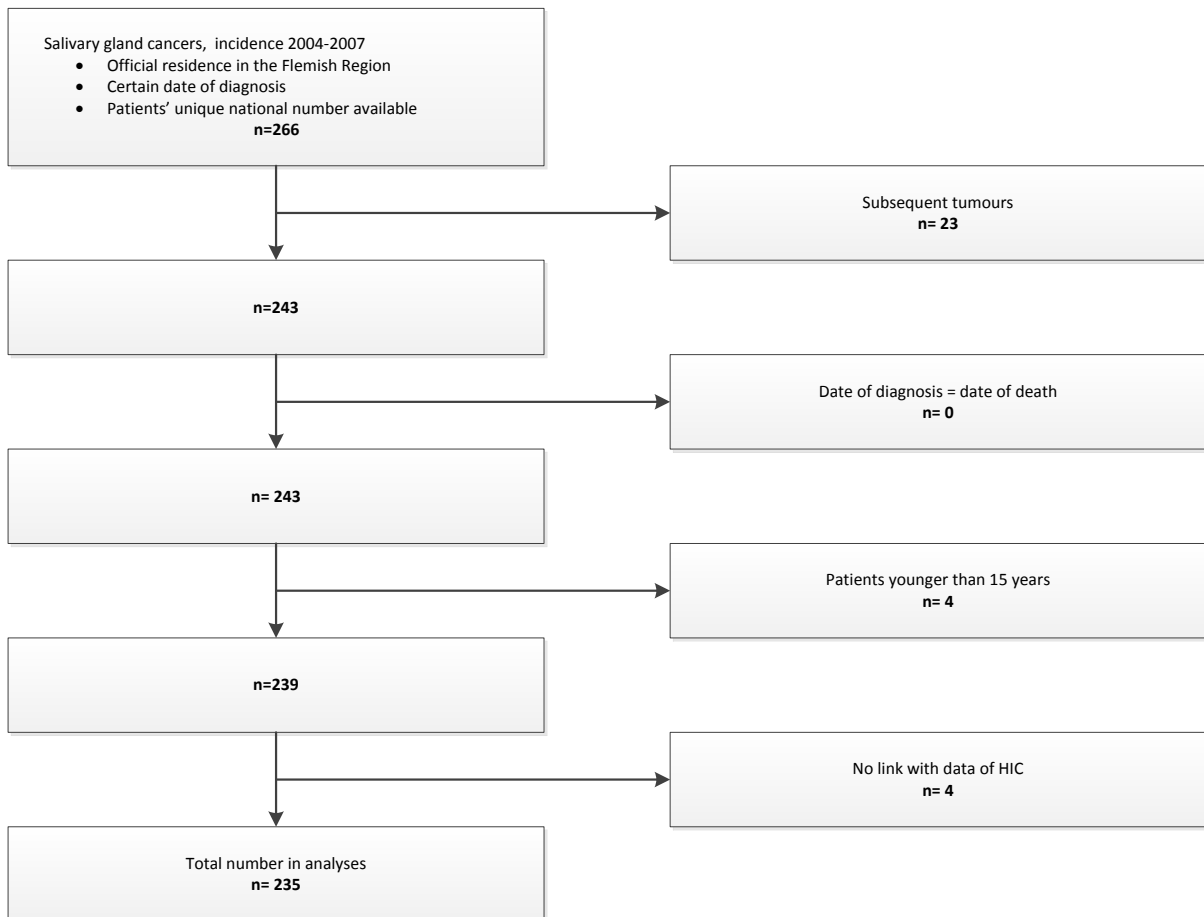 Salivary gland cancers, incidence 2004-2007
• Official residence in the Flemish Region
• Certain date of diagnosis
• Patients' unique national number available
n=266
Subsequent tumours
n= 23
n=243
Date of diagnosis = date of death
n= 0
n= 243
Patients younger than 15 years
n= 4
n=239
No link with data of HIC
n= 4
Total number in analyses
n= 235